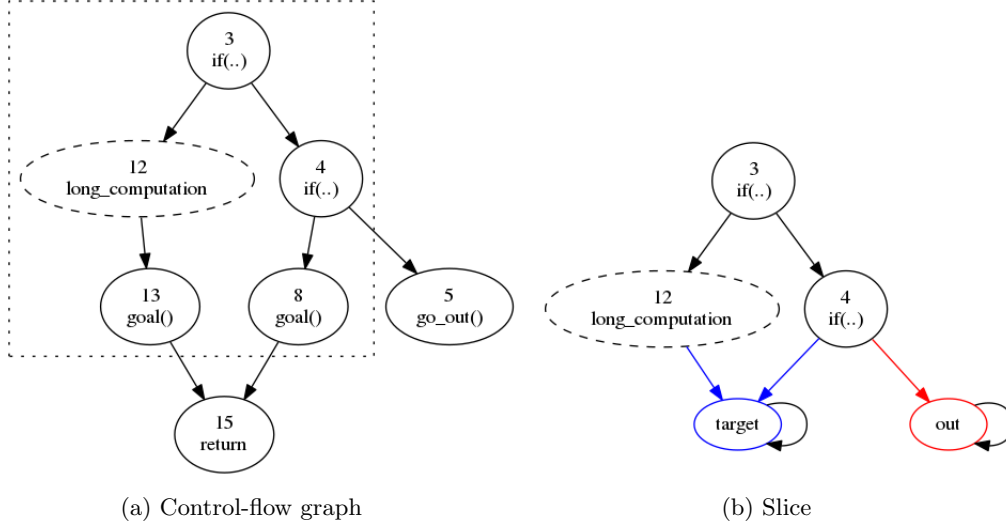 3
if(..)
12
long_computation
4
if(..)
13
goal()
8
goal()
5
go_out()
15
return
(a) Control-flow graph
3
if(..)
12
long_computation
4
if(..)
target
out
(b) Slice